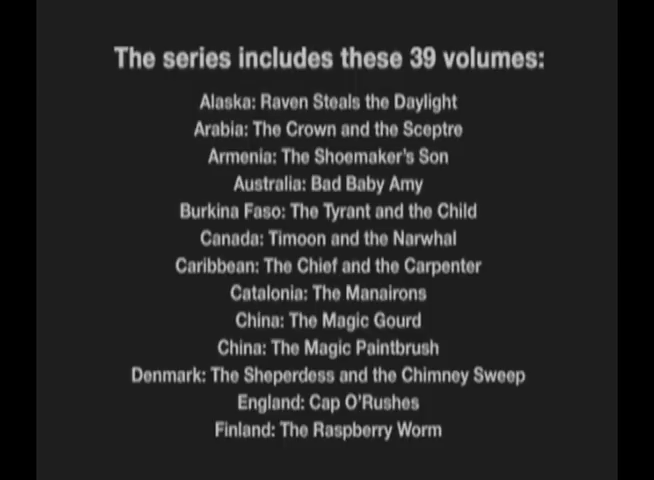 The series includes these 39 volumes:
Alaska: Raven Steals the Daylight
Arabia: The Crown and the Sceptre
Armenia: The Shoemaker's Son
Australia: Bad Baby Amy
Burkina Faso: The Tyrant and the Child
Canada: Timoon and the Narwhal
Caribbean: The Chief and the Carpenter
Catalonia: The Manairons
China: The Magic Gourd
China: The Magic Paintbrush
Denmark: The Sheperdess and the Chimney Sweep
England: Cap O'Rushes
Finland: The Raspberry Worm